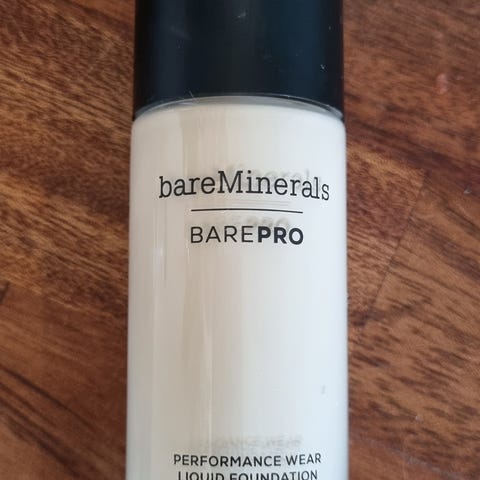 bareMinerals
BAREPRO
PERFORMANCE WEAR
LIQUID FOUNDATION